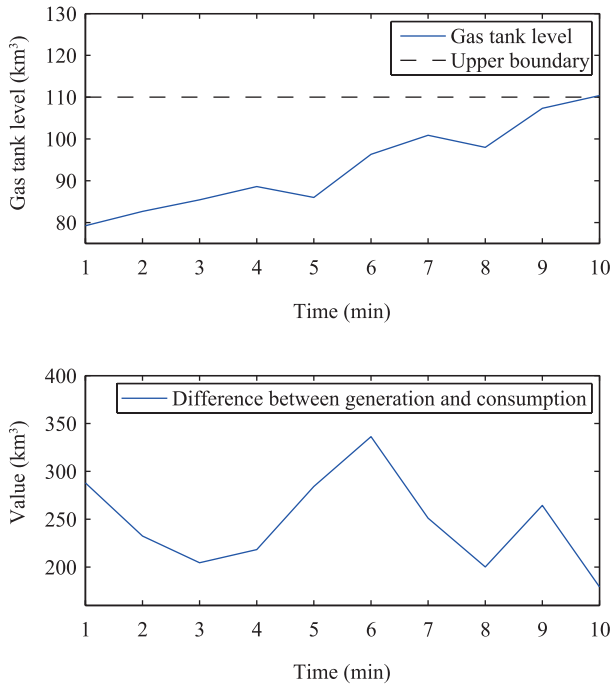 130
120
110
100
90
80
Gas tank level (km³)
Gas tank level
Upper boundary
1 2 3 4 5 6 7 8 9 10
Time (min)
400
350
300
250
200
Value (km³)
Difference between generation and consumption
1 2 3 4 5 6 7 8 9 10
Time (min)